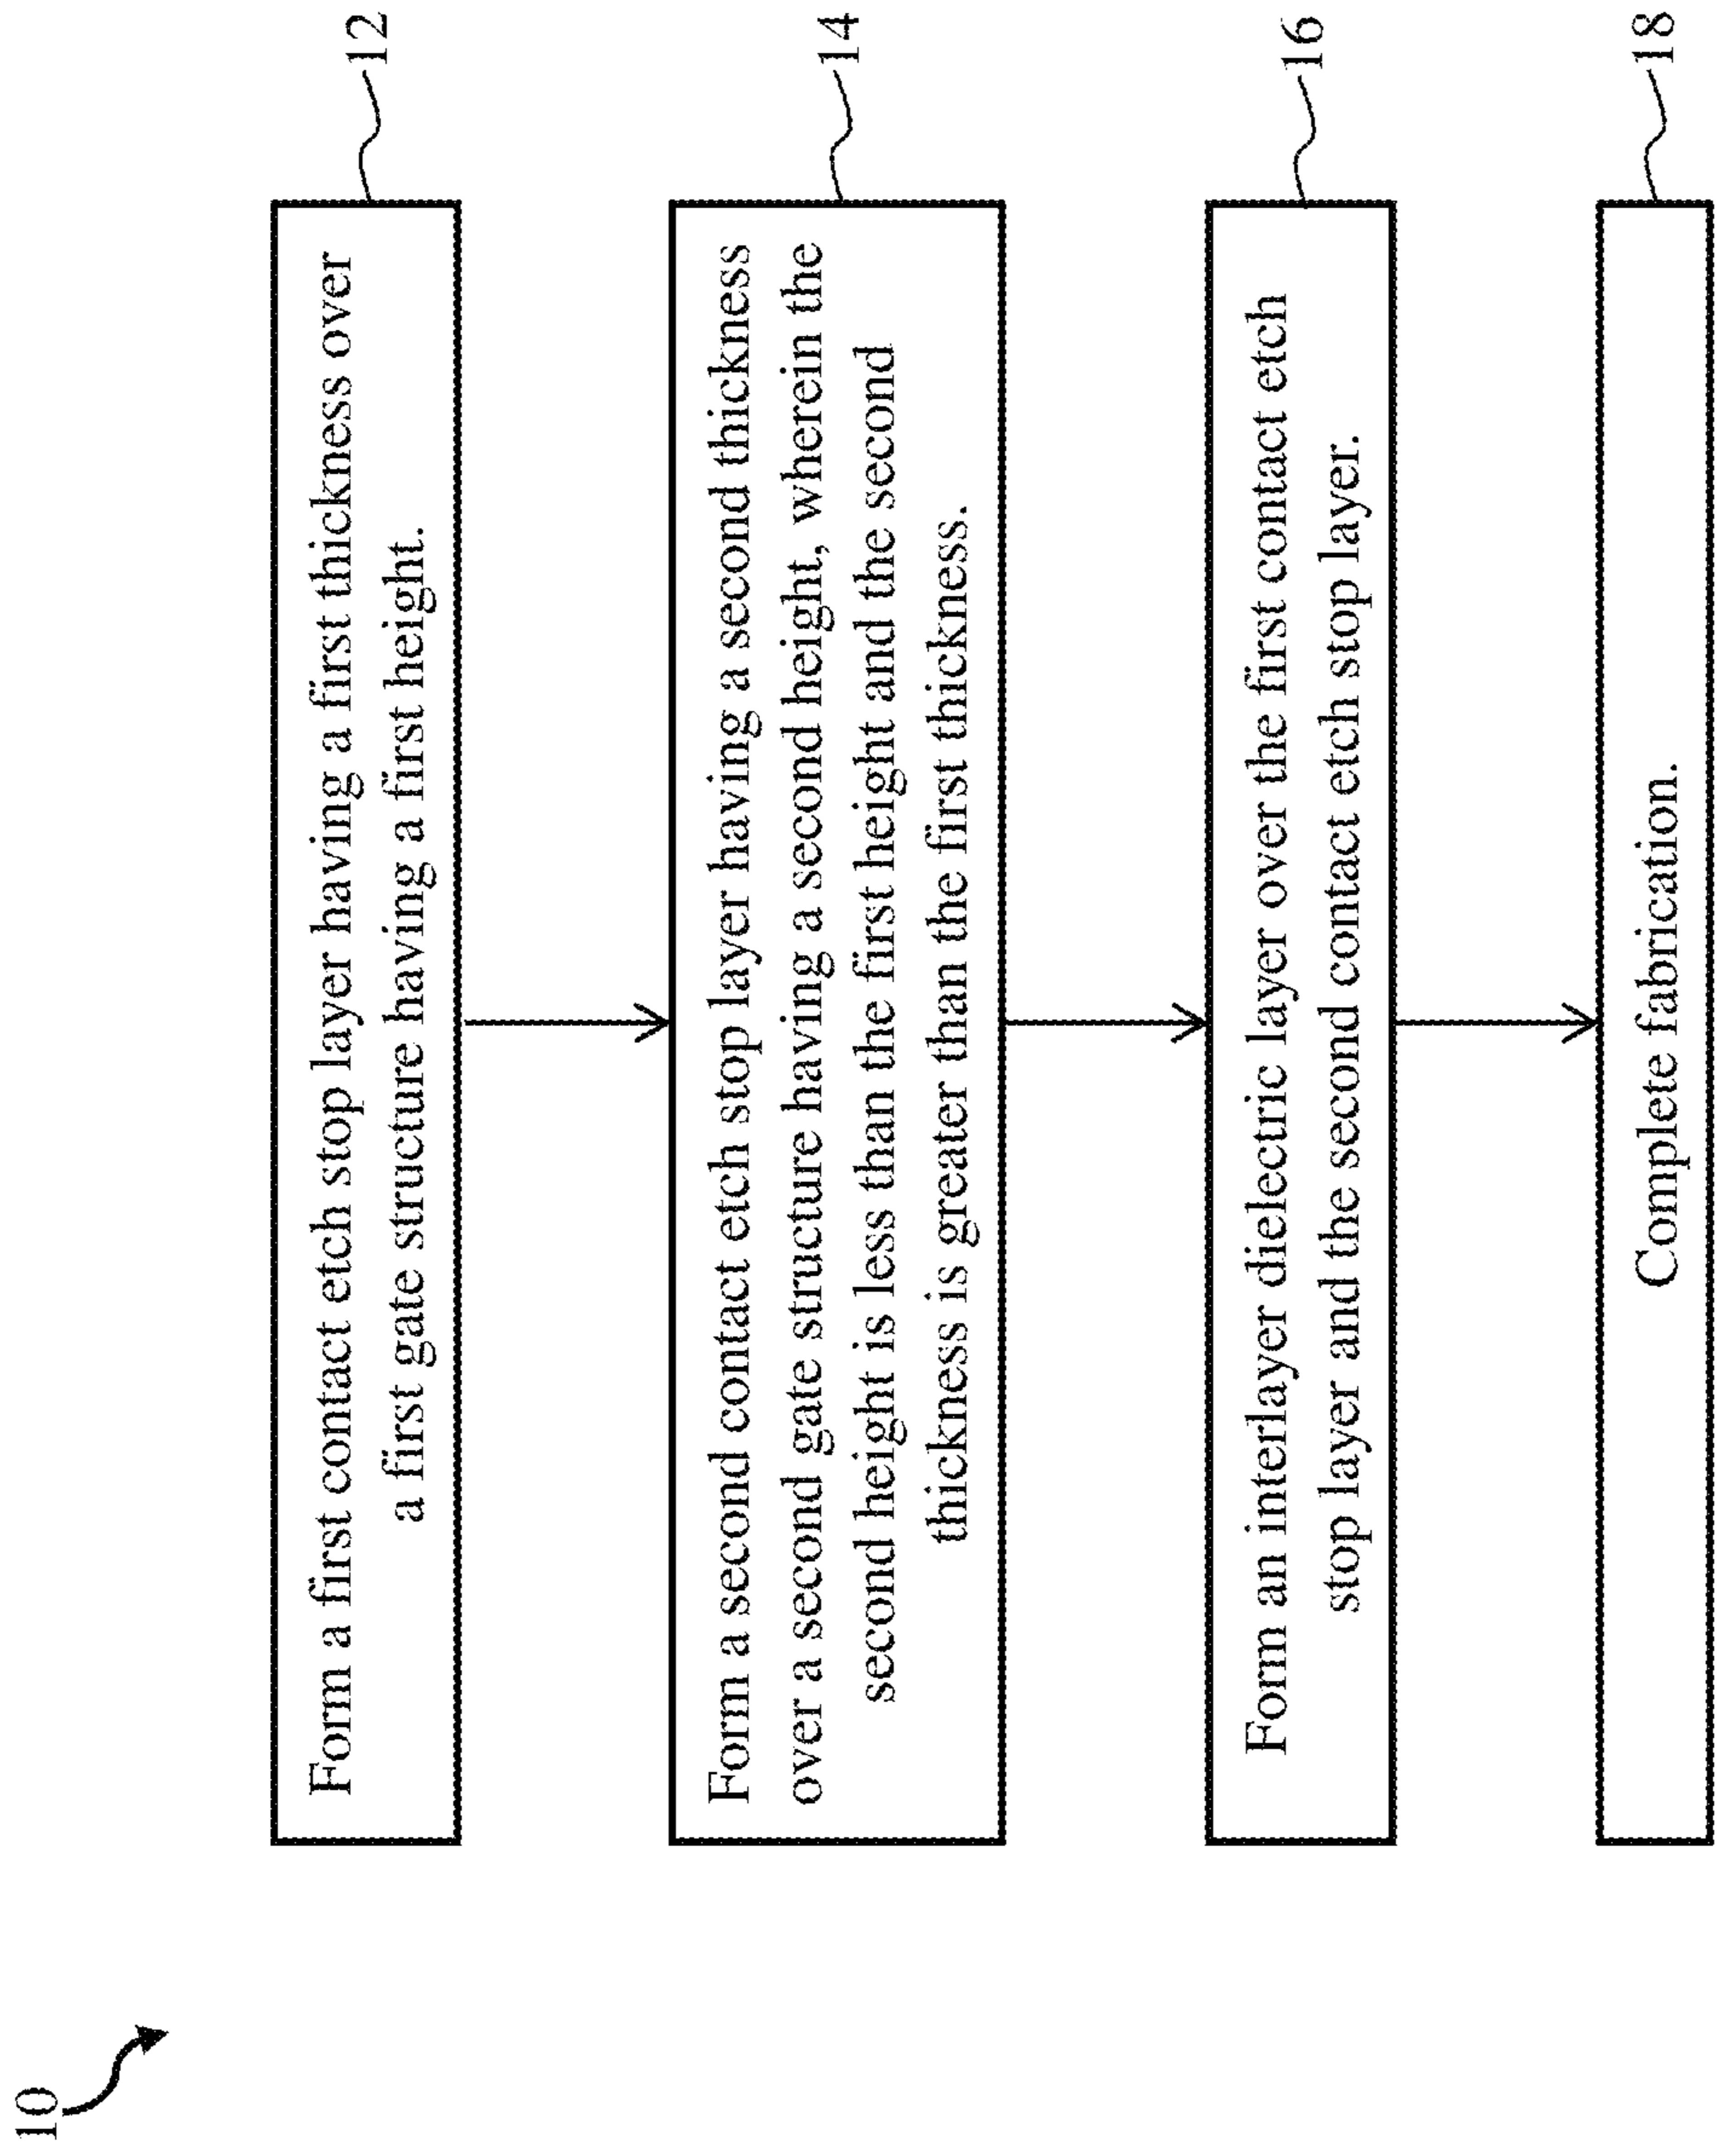 10
Form a first contact etch stop layer having a first thickness over
a first gate structure having a first height.
12
Form a second contact etch stop layer having a second thickness
over a second gate structure having a second height, wherein the
second height is less than the first height and the second
thickness is greater than the first thickness.
14
Form an interlayer dielectric layer over the first contact etch
stop layer and the second contact etch stop layer.
16
Complete fabrication.
18